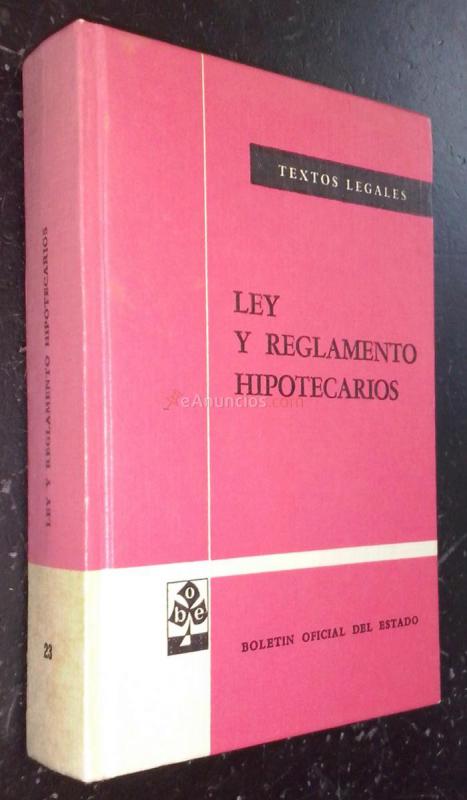 TEXTOS LEGALES
LEY
Y REGLAMENTO
HIPOTECARIOS
eAnuncios.com
BOLETIN OFICIAL DEL ESTADO
boe
LEY Y REGLAMENTO HIPOTECARIOS
23